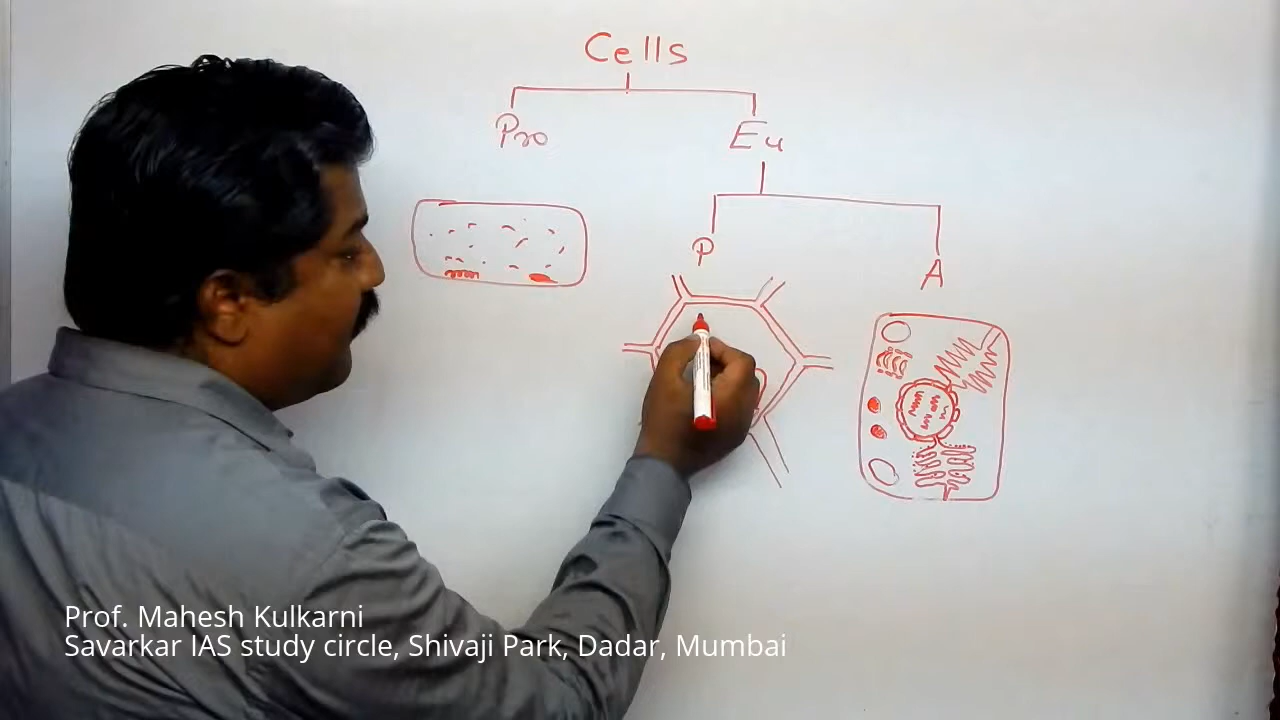 Cells
Pro
Eu
P
A
Prof. Mahesh Kulkarni
Savarkar IAS study circle, Shivaji Park, Dadar, Mumbai